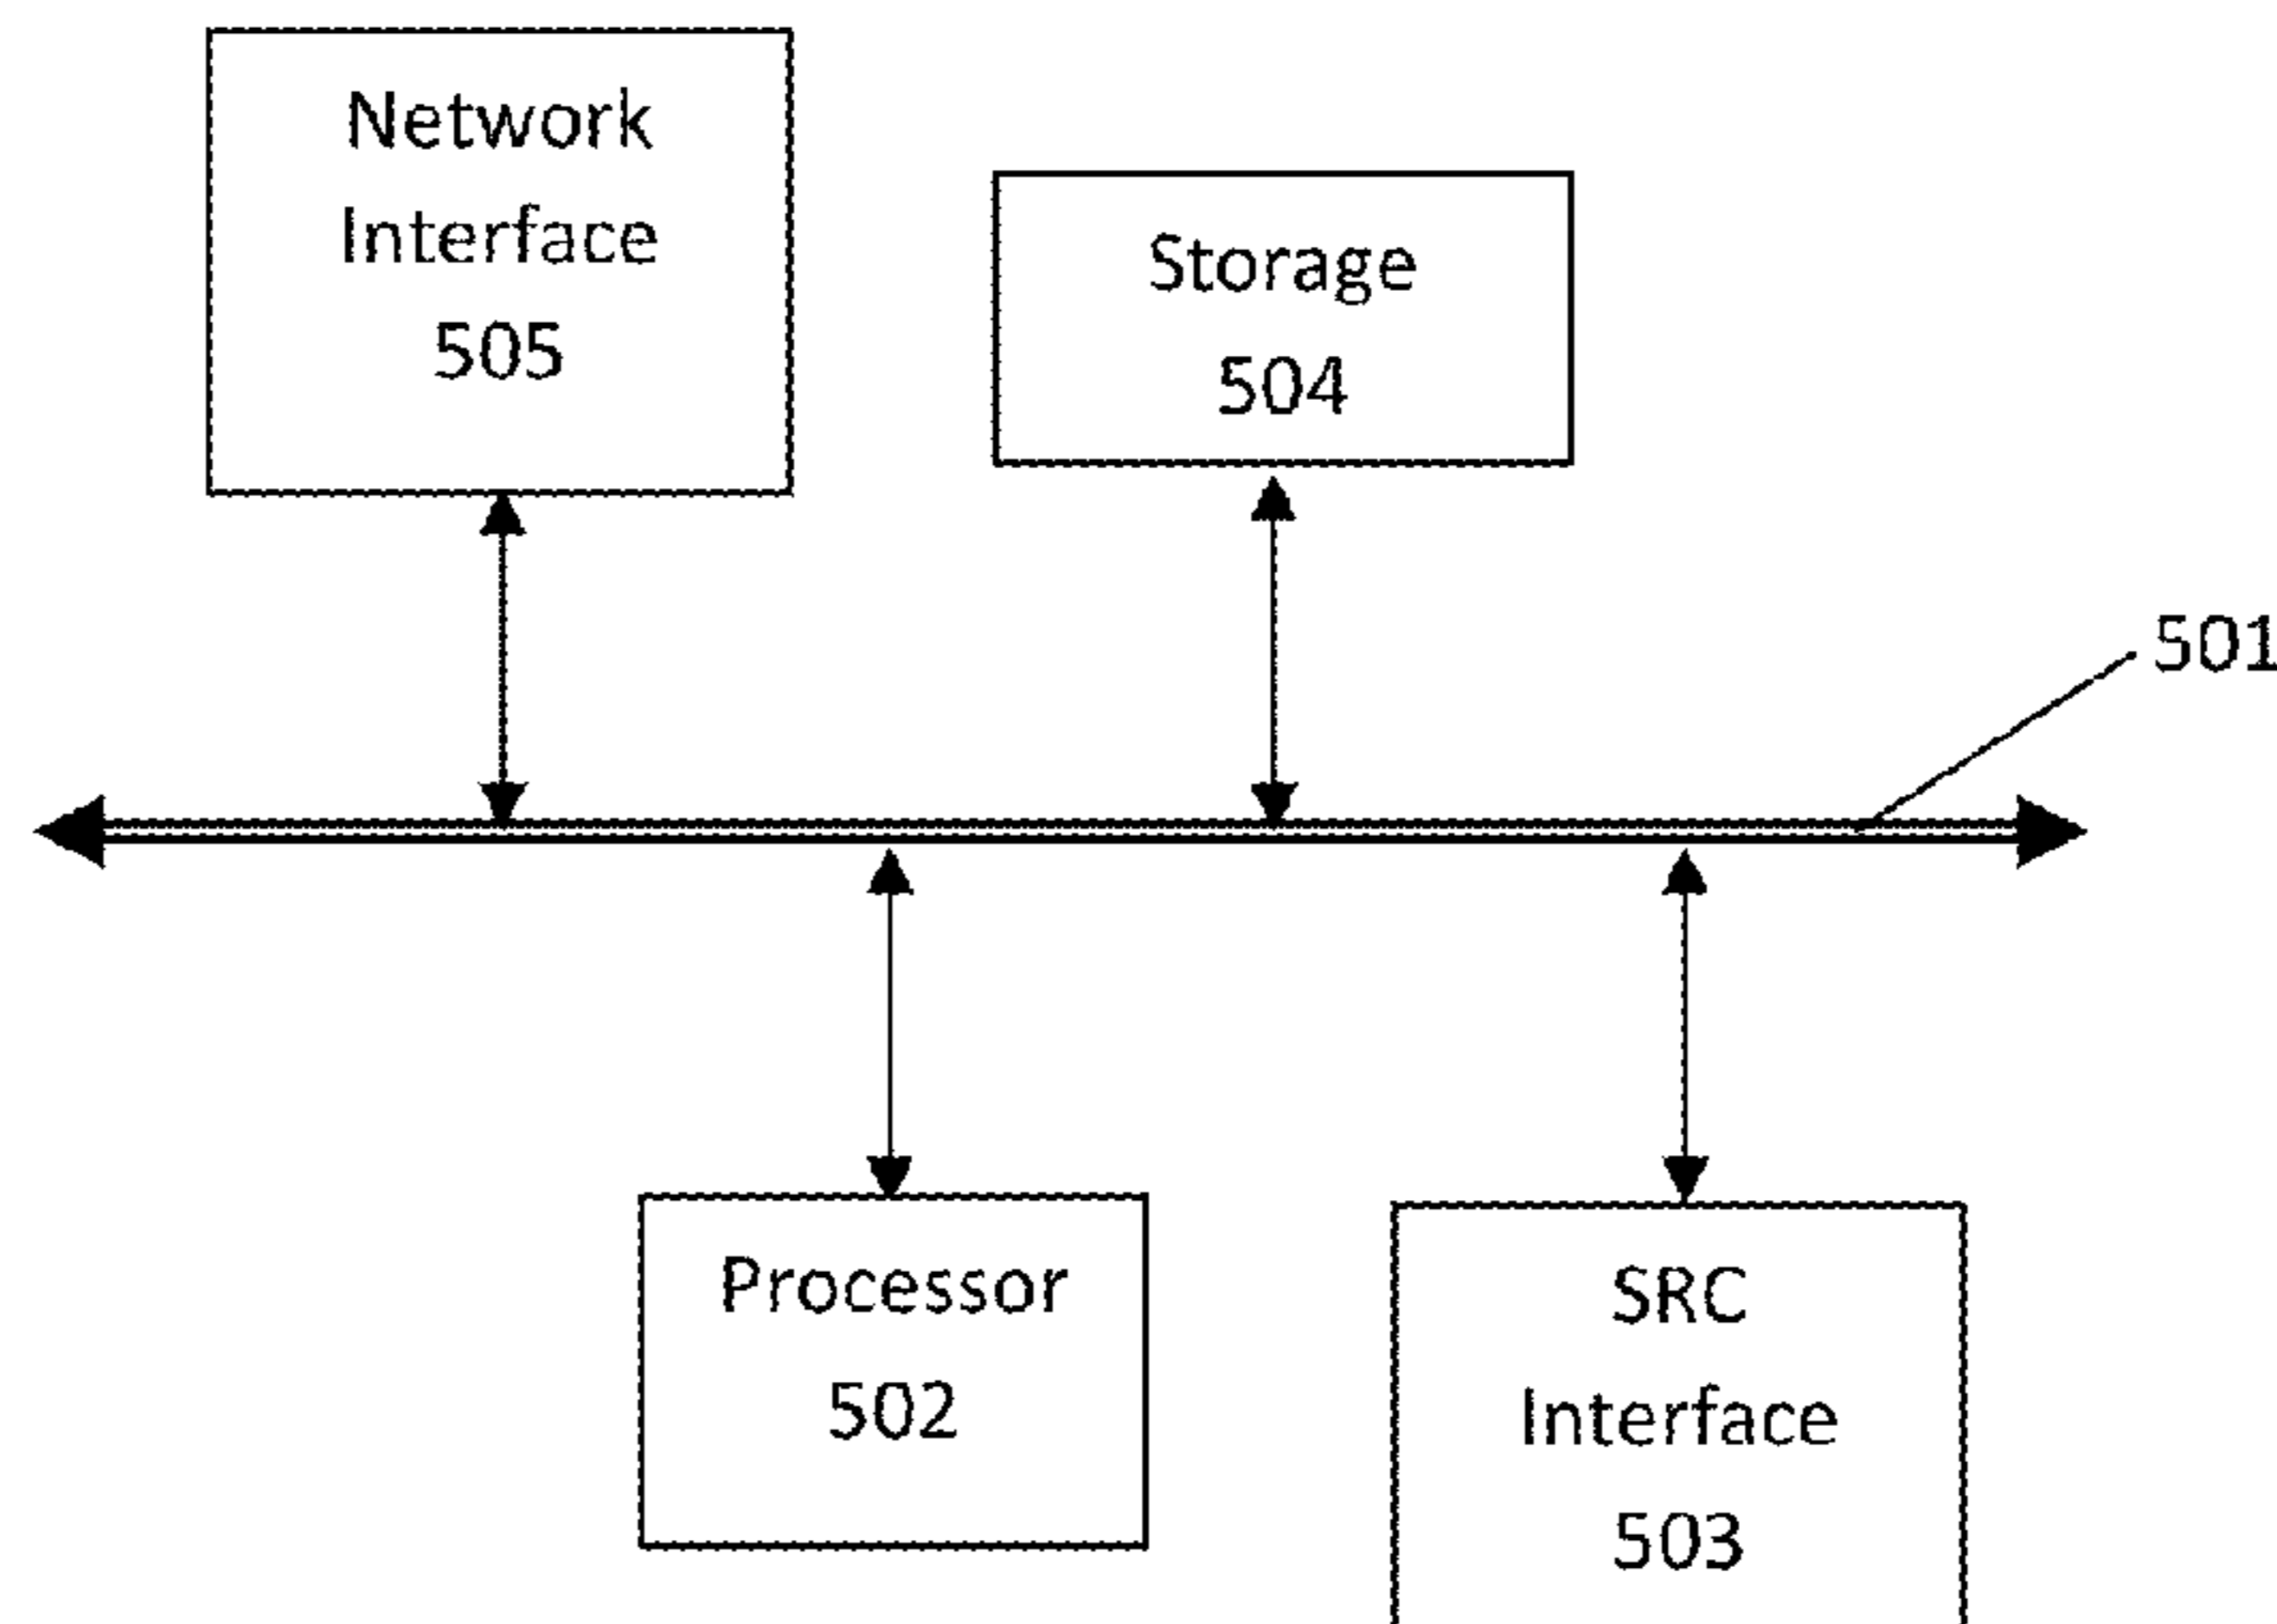 Network
Interface
505
Storage
504
501
Processor
502
SRC
Interface
503